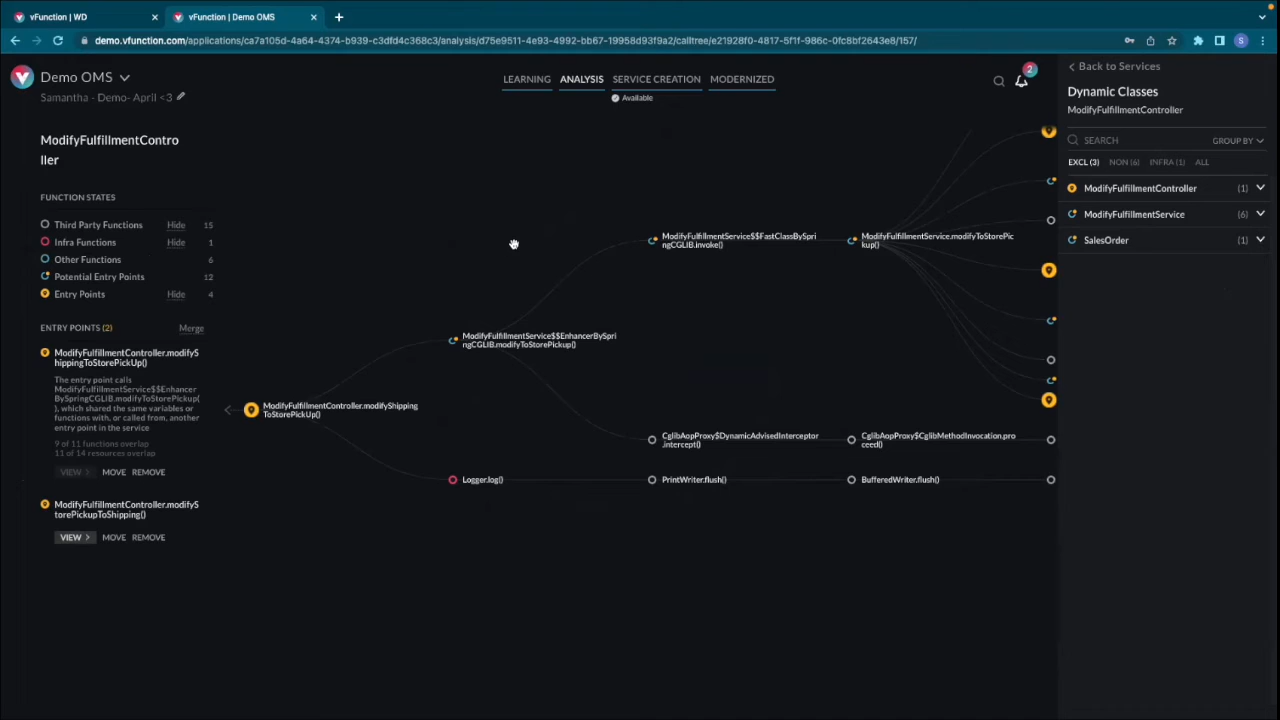 vFunction | WD
vFunction | Demo OMS
demo.vfunction.com/applications/ca7a105d-4a64-4374-b939-c3dfd4c368c3/analysis/d75e9511-4e93-4992-bb67-19958d93f9a2/calltree/e21928f0-4817-5f1f-986c-0fc8bf2643e8/157/
S
Demo OMS
Samantha - Demo- April <3
LEARNING
ANALYSIS
SERVICE CREATION
MODERNIZED
Available
2
Back to Services
Dynamic Classes
ModifyFulfillmentController
SEARCH
GROUP BY
EXCL (3) NON (6) INFRA (1) ALL
ModifyFulfillmentController (1)
ModifyFulfillmentService (6)
SalesOrder (1)
ModifyFulfillmentContro
ller
FUNCTION STATES
Third Party Functions Hide 15
Infra Functions Hide 1
Other Functions 6
Potential Entry Points 12
Entry Points Hide 4
ENTRY POINTS (2) Merge
ModifyFulfillmentController.modifyS
hippingToStorePickUp()
The entry point calls
ModifyFulfillmentService$$Enhancer
BySpringCGLIB.modifyToStorePickup(
), which shared the same variables or
functions with, or called from, another
entry point in the service
9 of 11 functions overlap
11 of 14 resources overlap
VIEW > MOVE REMOVE
ModifyFulfillmentController.modifyS
torePickupToShipping()
VIEW > MOVE REMOVE
ModifyFulfillmentController.modifyShipping
ToStorePickUp()
ModifyFulfillmentService$$EnhancerBySpri
ngCGLIB.modifyToStorePickup()
Logger.log()
ModifyFulfillmentService$$FastClassBySpri
ngCGLIB.invoke()
ModifyFulfillmentService.modifyToStorePic
kup()
CglibAopProxy$DynamicAdvisedInterceptor
.intercept()
CglibAopProxy$CglibMethodInvocation.pro
ceed()
PrintWriter.flush()
BufferedWriter.flush()